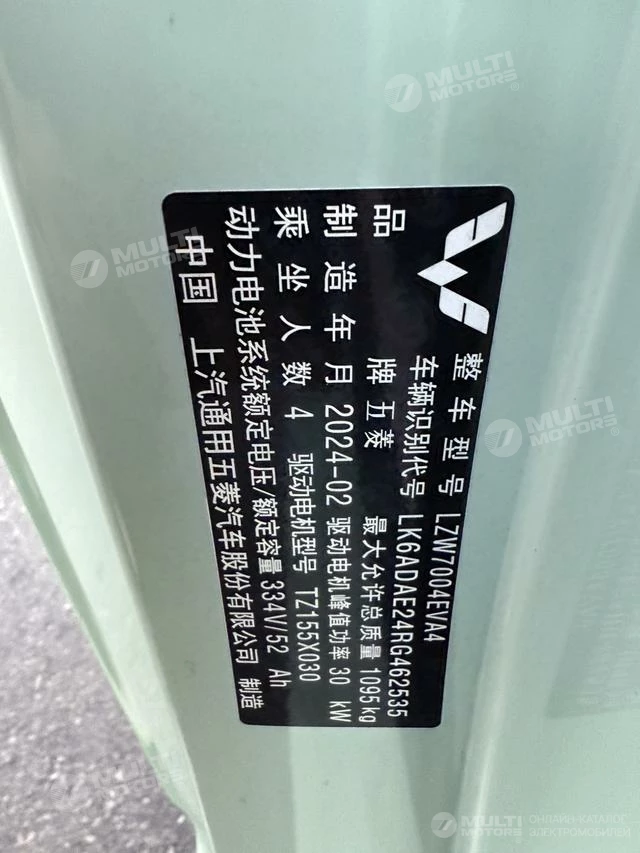 整车型号 LZW7004EVA4
车辆识别代号 LK6ADAE24RG462535
品 牌 五菱 最大允许总质量 1095kg
制造年月 2024-02 驱动电机峰值功率 30 kW
乘坐人数 4 驱动电机型号 TZ155X030
动力电池系统额定电压/额定容量 334V/52 Ah
中国 上汽通用五菱汽车股份有限公司 制造
MULTI
MOTORS®
MULTI
MOTORS
MULTI
MOTORS
MULTI
MOTORS
ОНЛАЙН-КАТАЛОГ
ЭЛЕКТРОМОБИЛЕЙ